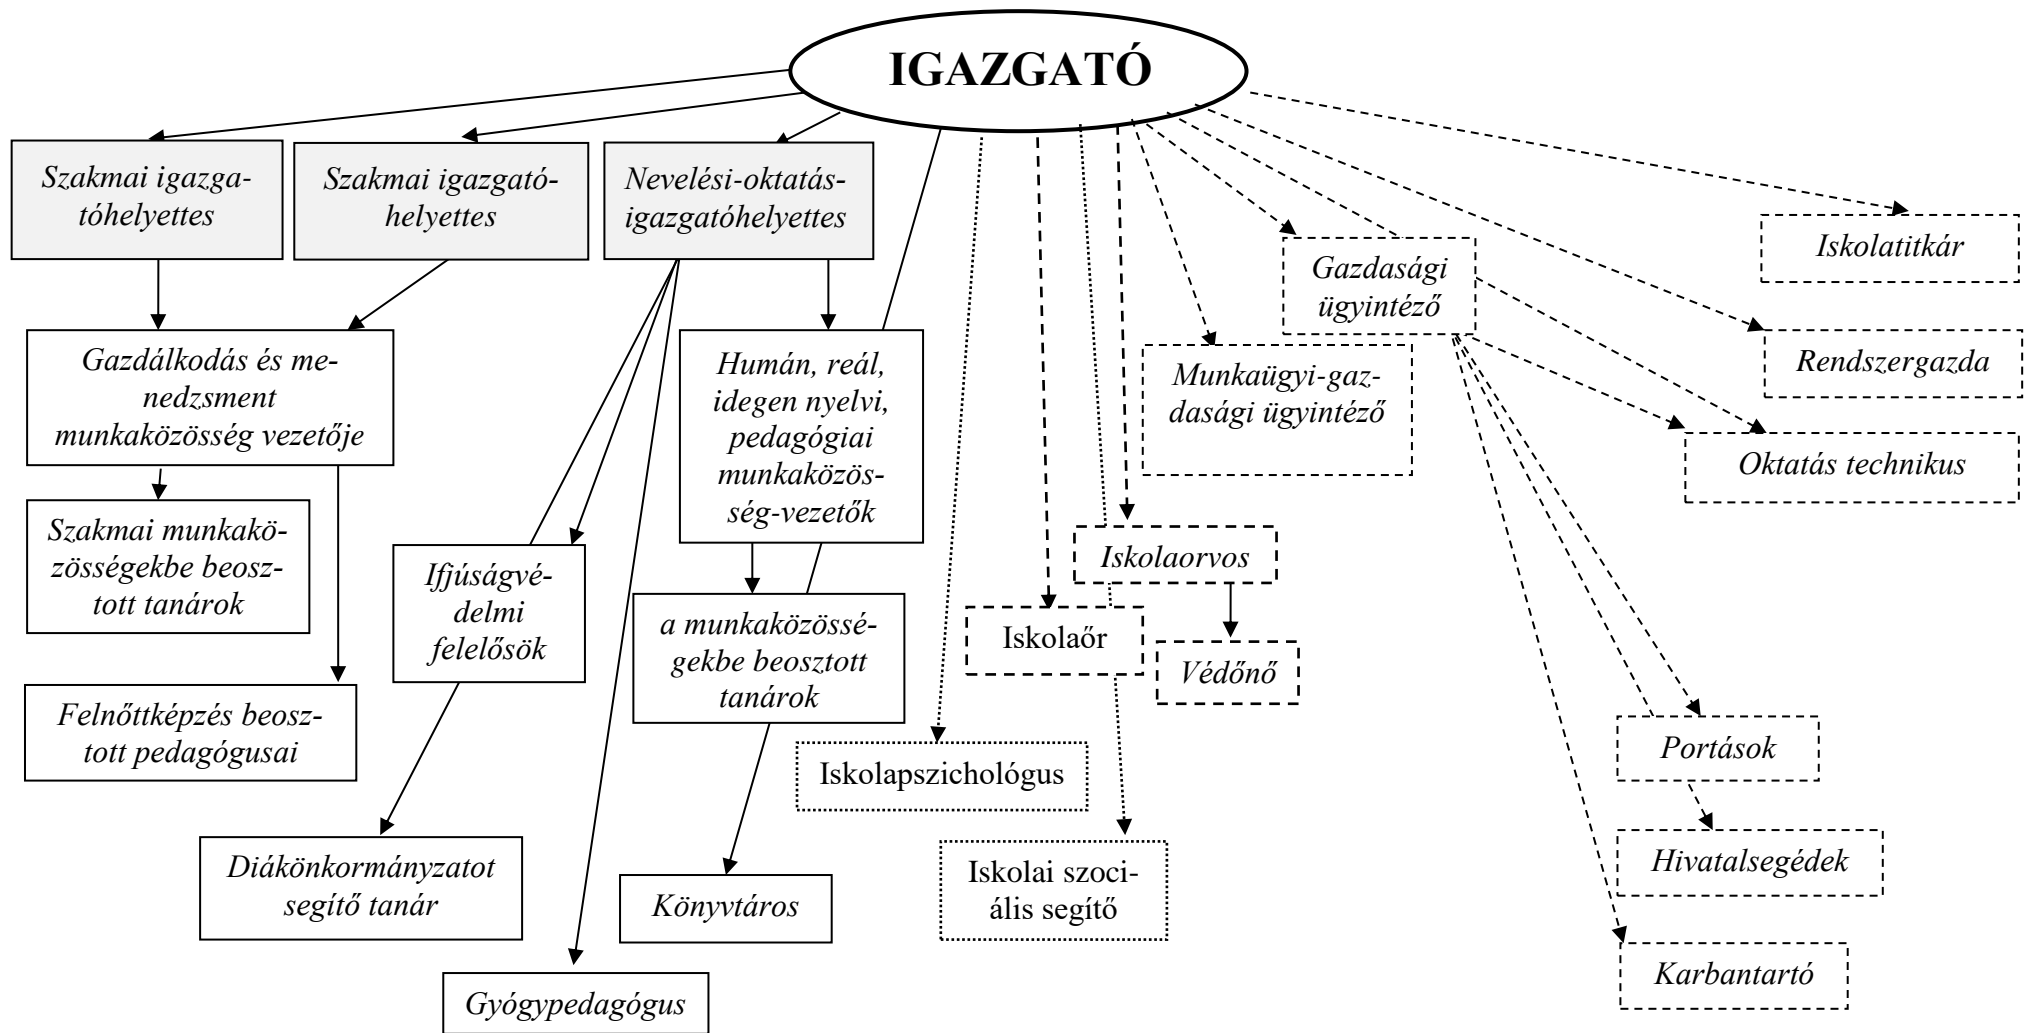 IGAZGATÓ
Szakmai igazga-
tóhelyettes
Szakmai igazgató-
helyettes
Nevelési-oktatás-
igazgatóhelyettes
Iskolatitkár
Gazdasági
ügyintéző
Rendszergazda
Gazdálkodás és me-
nedzsment
munkaközösség vezetője
Humán, reál,
idegen nyelvi,
pedagógiai
munkaközös-
ség-vezetők
Munkaügyi-gaz-
dasági ügyintéző
Oktatás technikus
Szakmai munkakö-
zösségekbe beosz-
tott tanárok
Ifjúságvé-
delmi
felelősök
a munkaközössé-
gekbe beosztott
tanárok
Iskolaorvos
Iskolaőr
Védőnő
Felnőttképzés beosz-
tott pedagógusai
Iskolapszichológus
Portások
Diákönkormányzatot
segítő tanár
Könyvtáros
Iskolai szoci-
ális segítő
Hivatalsegédek
Gyógypedagógus
Karbantartó